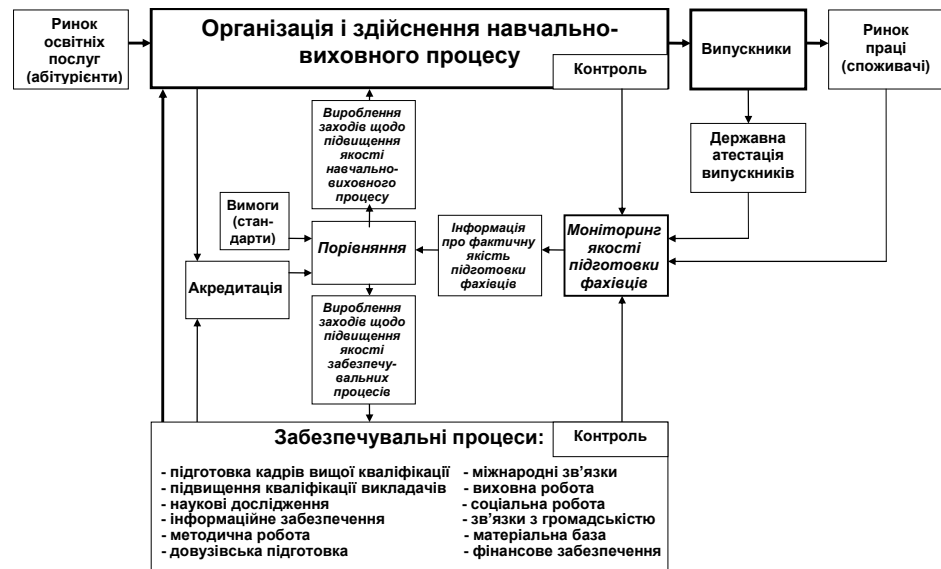 Ринок
освітніх
послуг
(абітурієнти)
Організація і здійснення навчально-
виховного процесу
Контроль
Випускники
Ринок
праці
(споживачі)
Вироблення
заходів щодо
підвищення
якості
навчально-
виховного
процесу
Державна
атестація
випускників
Вимоги
(стан-
дарти)
Порівняння
Інформація
про фактичну
якість
підготовки
фахівців
Моніторинг
якості
підготовки
фахівців
Акредитація
Вироблення
заходів щодо
підвищення
якості
забезпечу-
вальних
процесів
Забезпечувальні процеси:
Контроль
- підготовка кадрів вищої кваліфікації
- підвищення кваліфікації викладачів
- наукові дослідження
- інформаційне забезпечення
- методична робота
- довузівська підготовка
- міжнародні зв’язки
- виховна робота
- соціальна робота
- зв’язки з громадськістю
- матеріальна база
- фінансове забезпечення